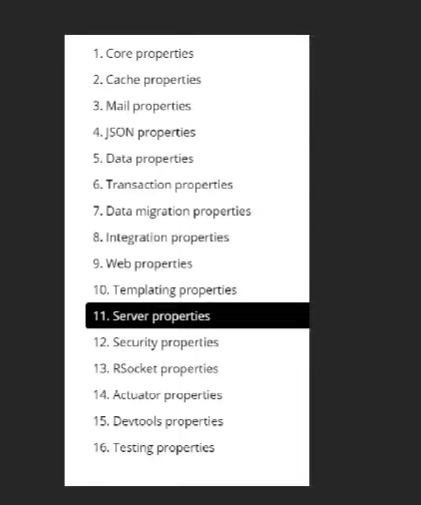 1. Core properties
2. Cache properties
3. Mail properties
4. JSON properties
5. Data properties
6. Transaction properties
7. Data migration properties
8. Integration properties
9. Web properties
10. Templating properties
11. Server properties
12. Security properties
13. RSocket properties
14. Actuator properties
15. Devtools properties
16. Testing properties